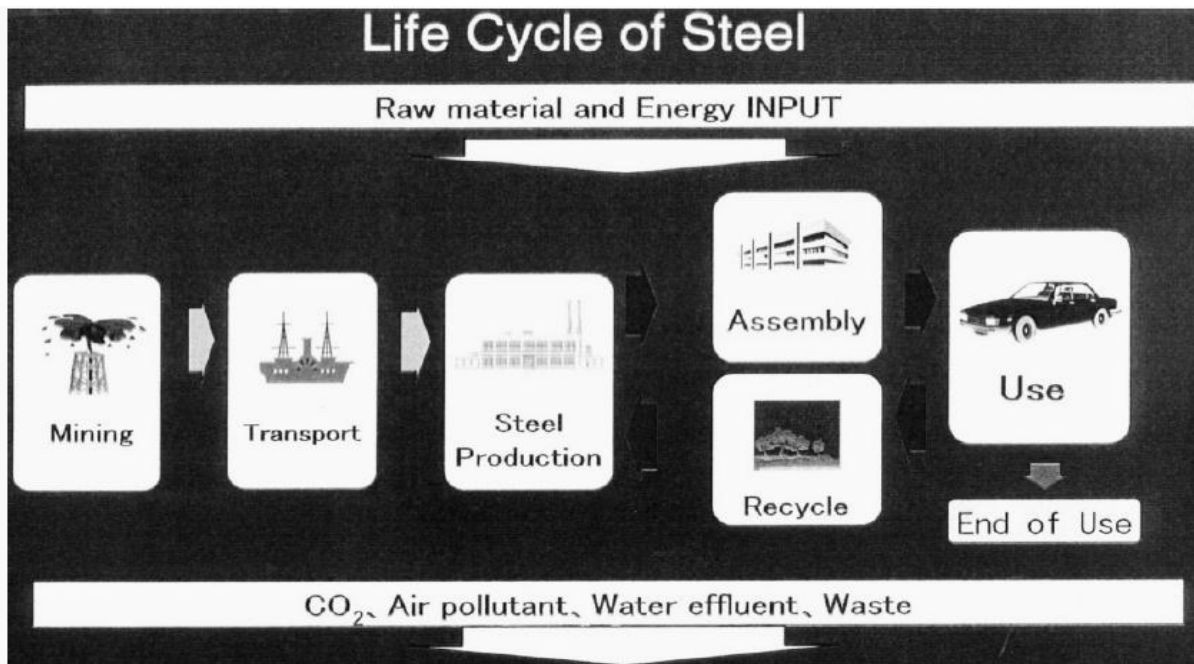 Life Cycle of Steel
Raw material and Energy INPUT
Mining
Transport
Steel
Production
Assembly
Recycle
Use
End of Use
CO₂、Air pollutant、Water effluent、Waste